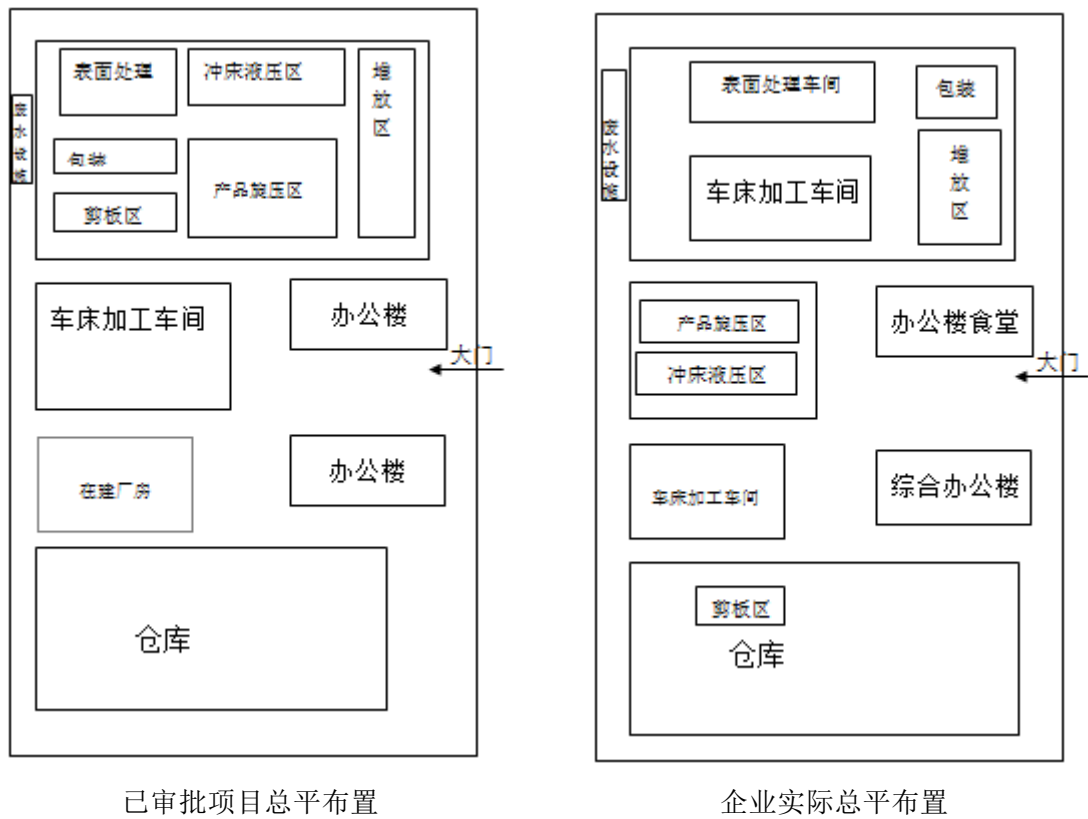 表面处理
冲床液压区
堆放区
废水设施
包装
产品旋压区
剪板区
车床加工车间
办公楼
大门
在建厂房
办公楼
仓库
已审批项目总平布置
表面处理车间
包装
废水设施
车床加工车间
堆放区
产品旋压区
办公楼食堂
冲床液压区
大门
车床加工车间
综合办公楼
剪板区
仓库
企业实际总平布置